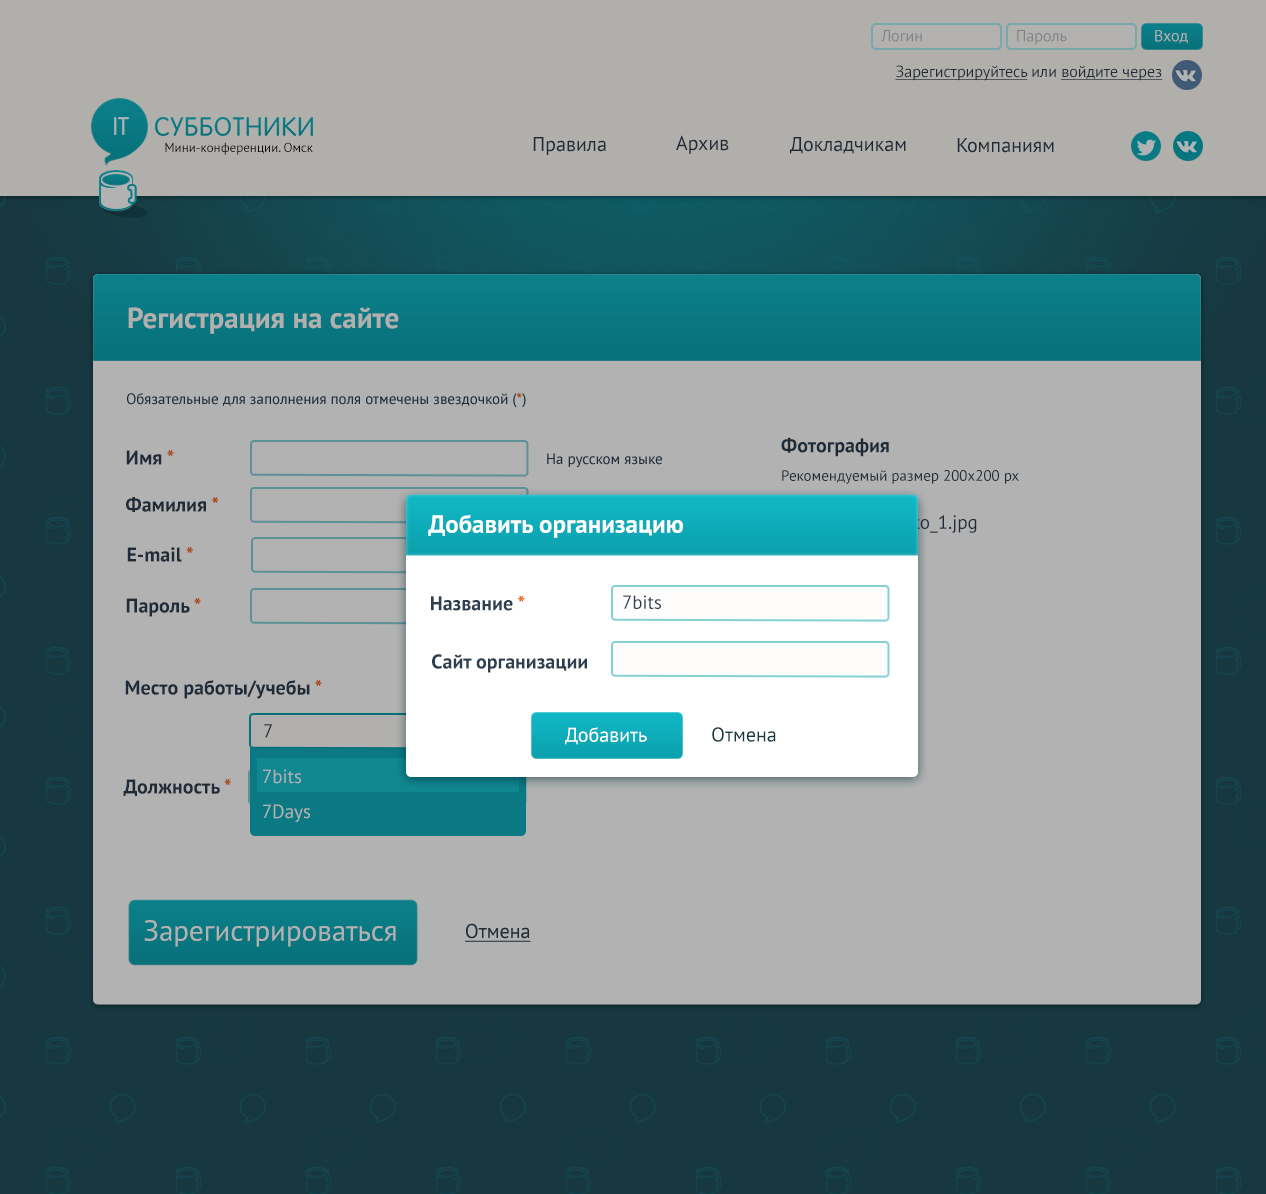 Логин
Пароль
Вход
Зарегистрируйтесь или войдите через
IT СУББОТНИКИ
Мини-конференции. Омск
Правила
Архив
Докладчикам
Компаниям
Регистрация на сайте
Обязательные для заполнения поля отмечены звездочкой (*)
Имя *
На русском языке
Фамилия *
E-mail *
Пароль *
Место работы/учебы *
7
7bits
7Days
Должность *
Фотография
Рекомендуемый размер 200x200 px
o_1.jpg
Добавить организацию
Название *
7bits
Сайт организации
Добавить
Отмена
Зарегистрироваться
Отмена